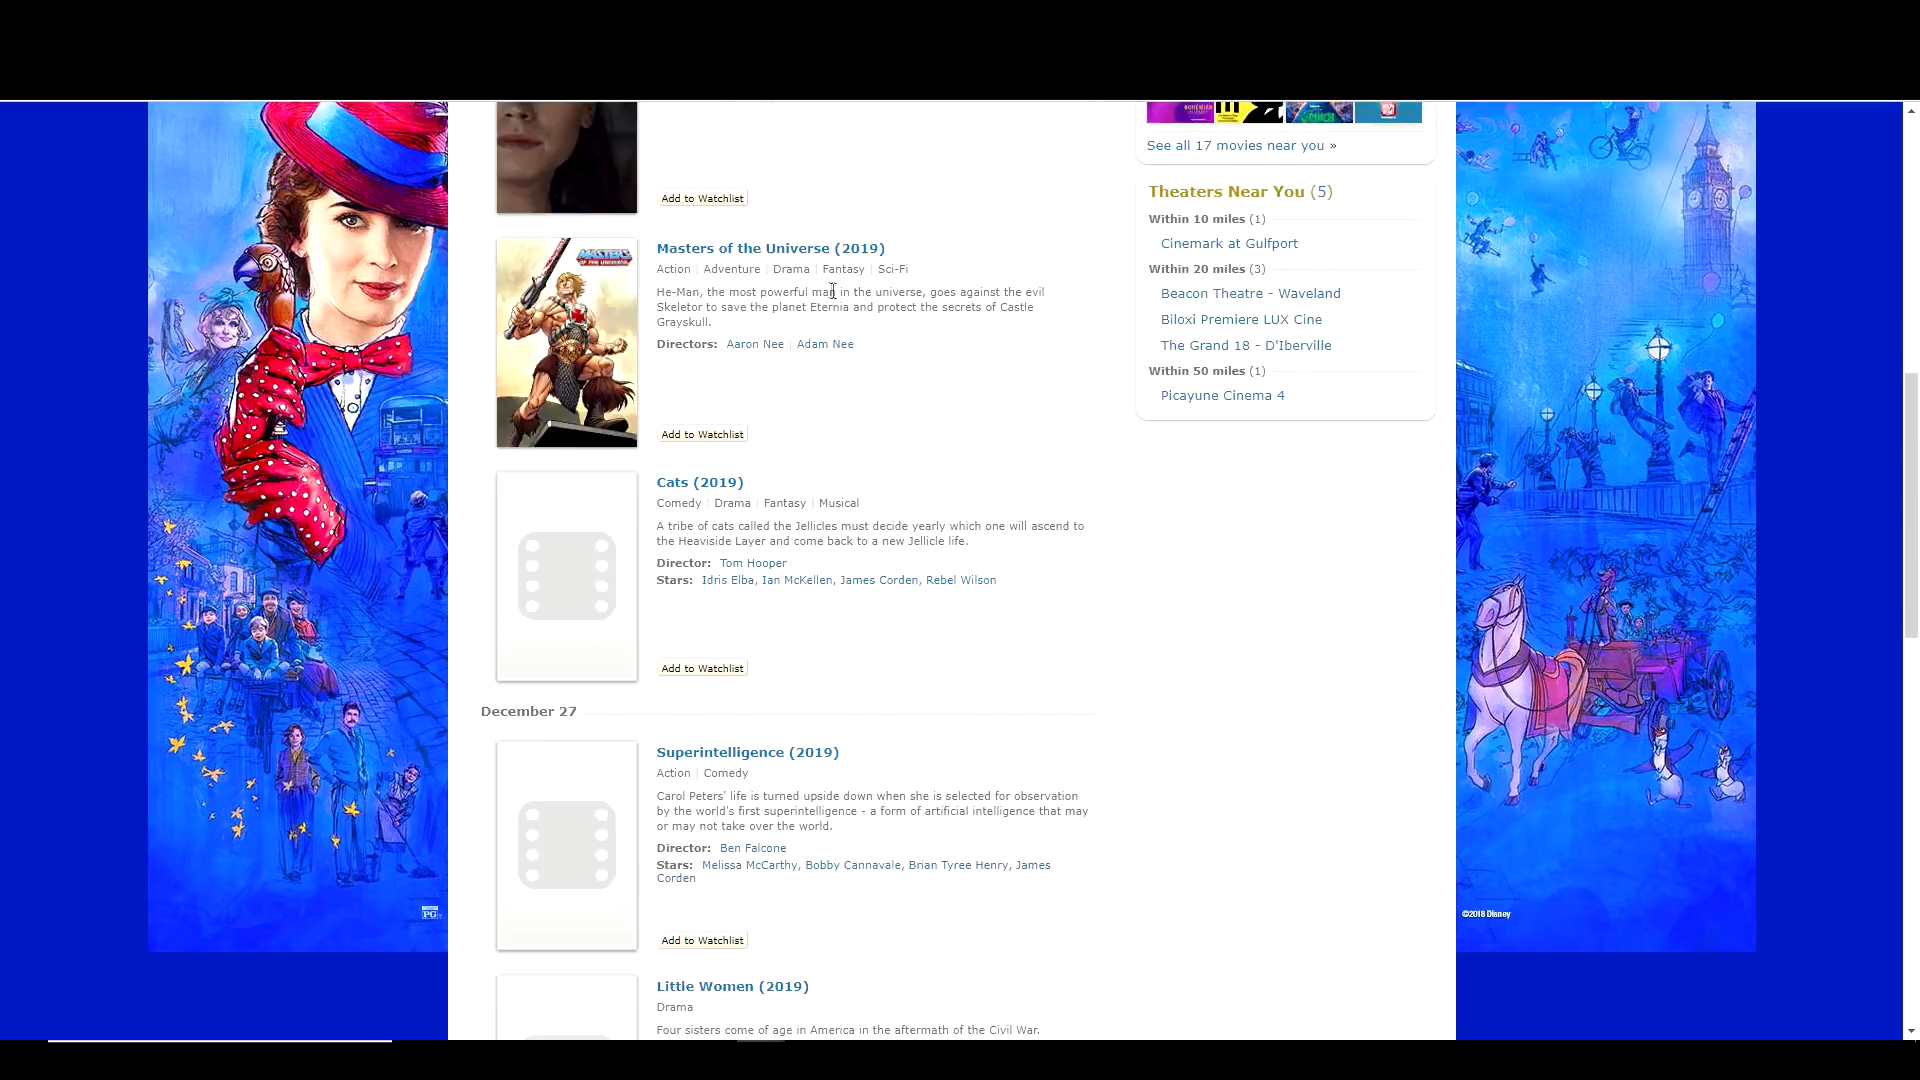 See all 17 movies near you »
Add to Watchlist
Masters of the Universe (2019)
Action | Adventure | Drama | Fantasy | Sci-Fi
He-Man, the most powerful man in the universe, goes against the evil
Skeletor to save the planet Eternia and protect the secrets of Castle
Grayskull.
Directors: Aaron Nee | Adam Nee
Add to Watchlist
MASTERS
OF THE UNIVERSE
Cats (2019)
Comedy | Drama | Fantasy | Musical
A tribe of cats called the Jellicles must decide yearly which one will ascend to
the Heaviside Layer and come back to a new Jellicle life.
Director: Tom Hooper
Stars: Idris Elba, Ian McKellen, James Corden, Rebel Wilson
Add to Watchlist
December 27
Superintelligence (2019)
Action | Comedy
Carol Peters' life is turned upside down when she is selected for observation
by the world's first superintelligence - a form of artificial intelligence that may
or may not take over the world.
Director: Ben Falcone
Stars: Melissa McCarthy, Bobby Cannavale, Brian Tyree Henry, James
Corden
Add to Watchlist
Little Women (2019)
Drama
Four sisters come of age in America in the aftermath of the Civil War.
Theaters Near You (5)
Within 10 miles (1)
Cinemark at Gulfport
Within 20 miles (3)
Beacon Theatre - Waveland
Biloxi Premiere LUX Cine
The Grand 18 - D'Iberville
Within 50 miles (1)
Picayune Cinema 4
PG
©2018 Disney